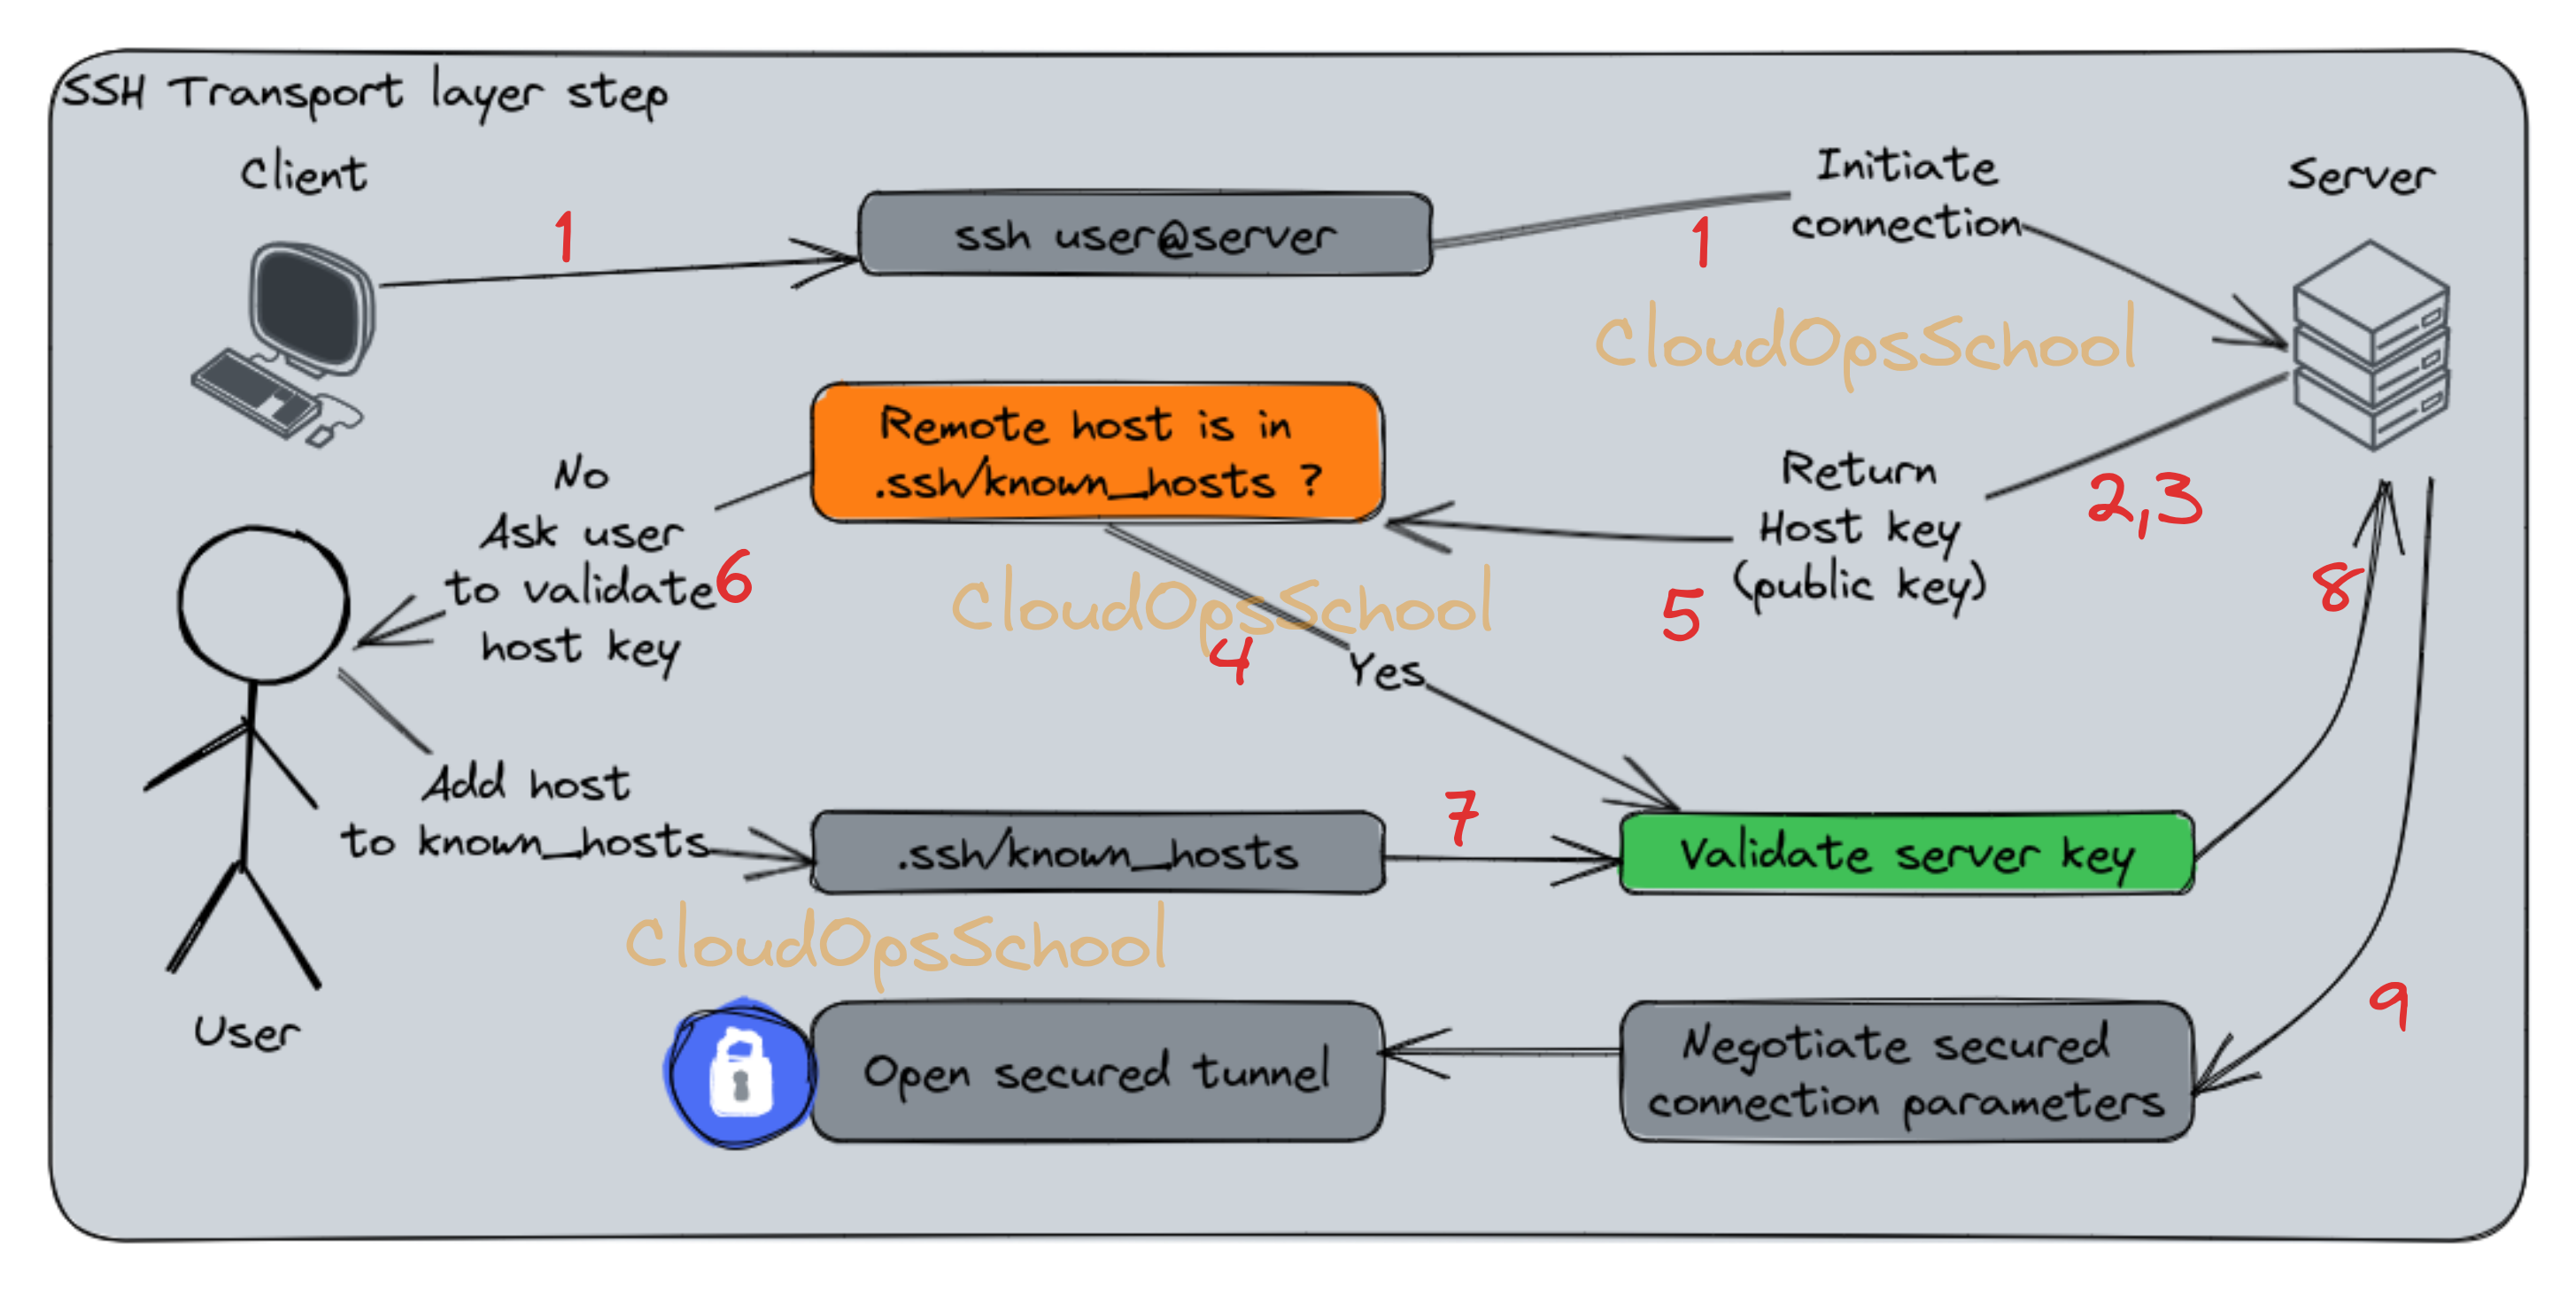 SSH Transport layer step
Client
Server
1
ssh user@server
1
Initiate
connection
CloudOpsSchool
Remote host is in
.ssh/known_hosts ?
Return
Host key
(public key)
2,3
5
No
Ask user
to validate
host key
6
CloudOpsSchool
4
Yes
8
Add host
to known_hosts
.ssh/known_hosts
7
Validate server key
CloudOpsSchool
User
Open secured tunnel
Negotiate secured
connection parameters
9